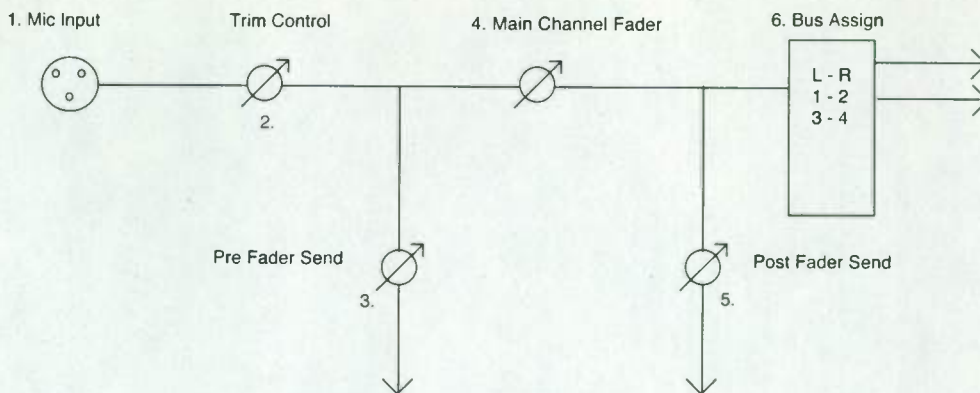 1. Mic Input
Trim Control
4. Main Channel Fader
6. Bus Assign
L - R
1 - 2
3 - 4
2.
Pre Fader Send
3.
Post Fader Send
5.